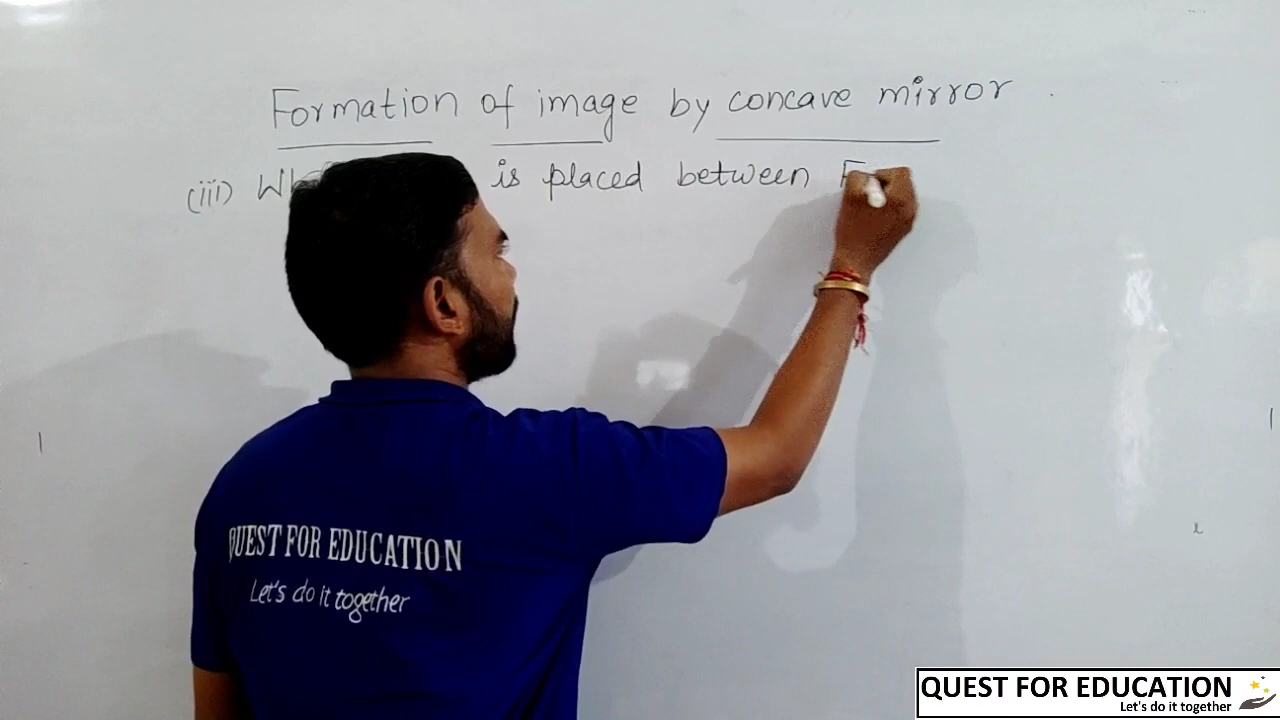 Formation of image by concave mirror
(iii) is placed between F
QUEST FOR EDUCATION
Let's do it together
QUEST FOR EDUCATION
Let's do it together